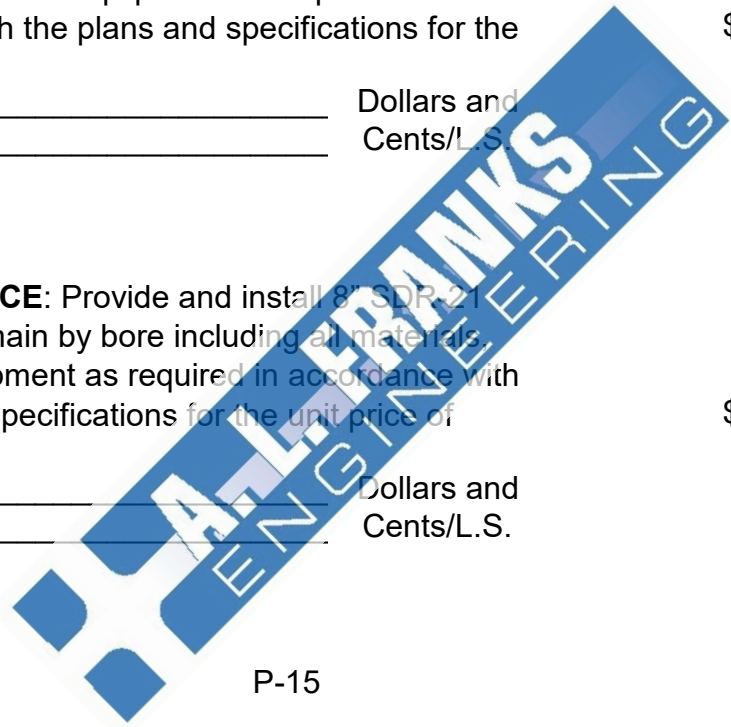 h the plans and specifications for the
$
Dollars and
Cents/L.S.
CE: Provide and install 8" SDR-21
ain by bore including all materials,
pment as required in accordance with
pecifications for the unit price of
$
Dollars and
Cents/L.S.
A. L. FRANKS
ENGINEERING
P-15